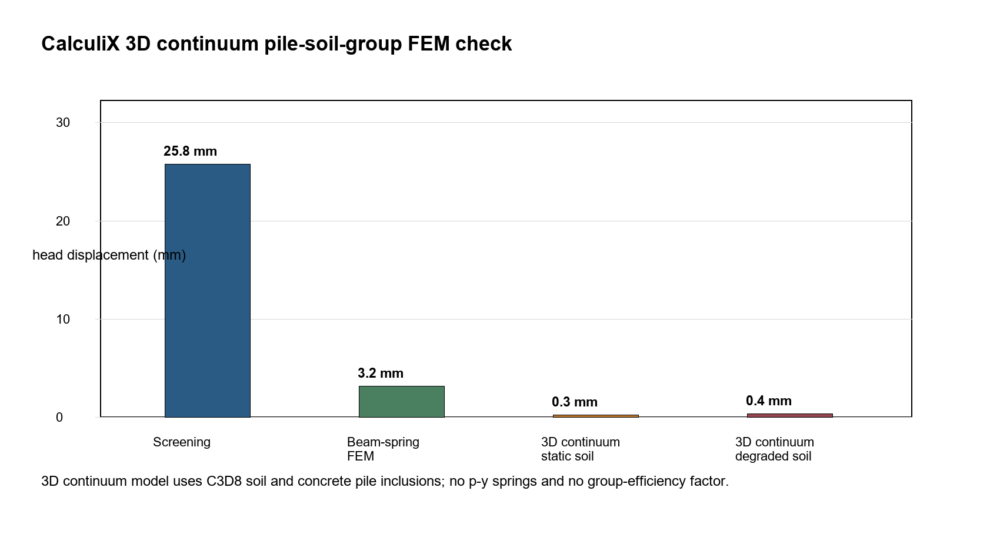 CalculiX 3D continuum pile-soil-group FEM check
30
25.8 mm
20
head displacement (mm)
10
3.2 mm
0.3 mm
0.4 mm
0
Screening
Beam-spring
FEM
3D continuum
static soil
3D continuum
degraded soil
3D continuum model uses C3D8 soil and concrete pile inclusions; no p-y springs and no group-efficiency factor.